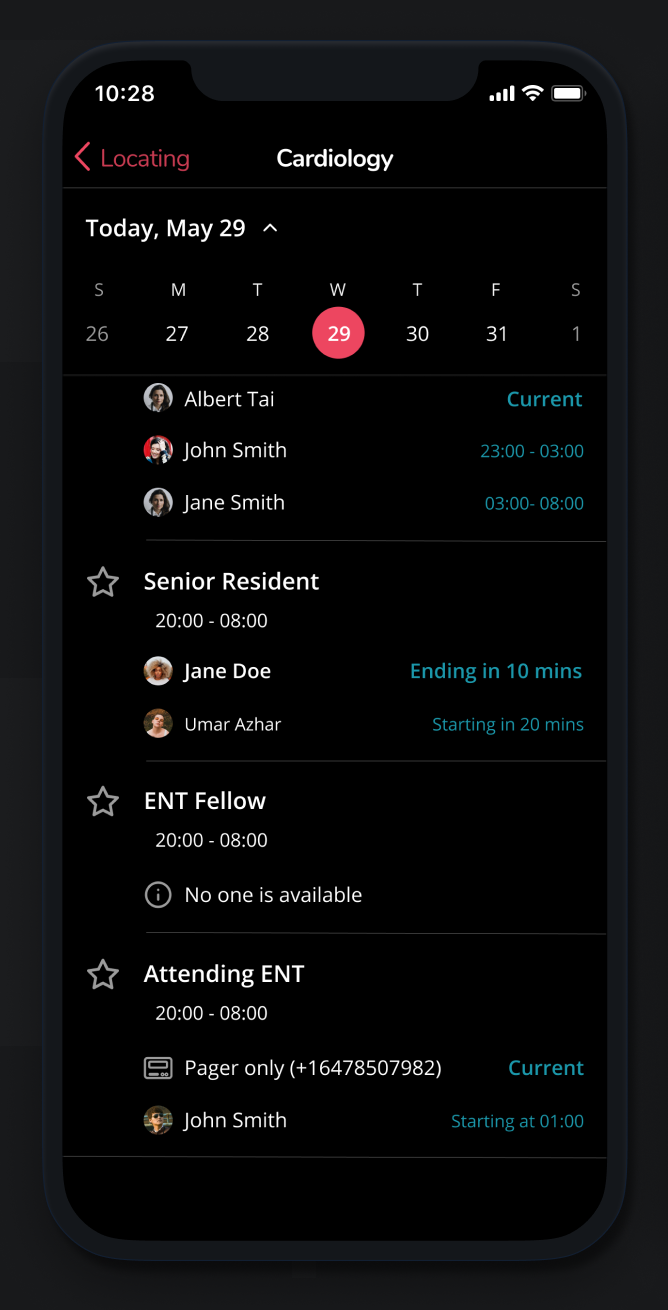 10:28
Locating Cardiology
Today, May 29
S M T W T F S
26 27 28 29 30 31 1
Albert Tai Current
John Smith 23:00 - 03:00
Jane Smith 03:00- 08:00
Senior Resident
20:00 - 08:00
Jane Doe Ending in 10 mins
Umar Azhar Starting in 20 mins
ENT Fellow
20:00 - 08:00
No one is available
Attending ENT
20:00 - 08:00
Pager only (+16478507982) Current
John Smith Starting at 01:00